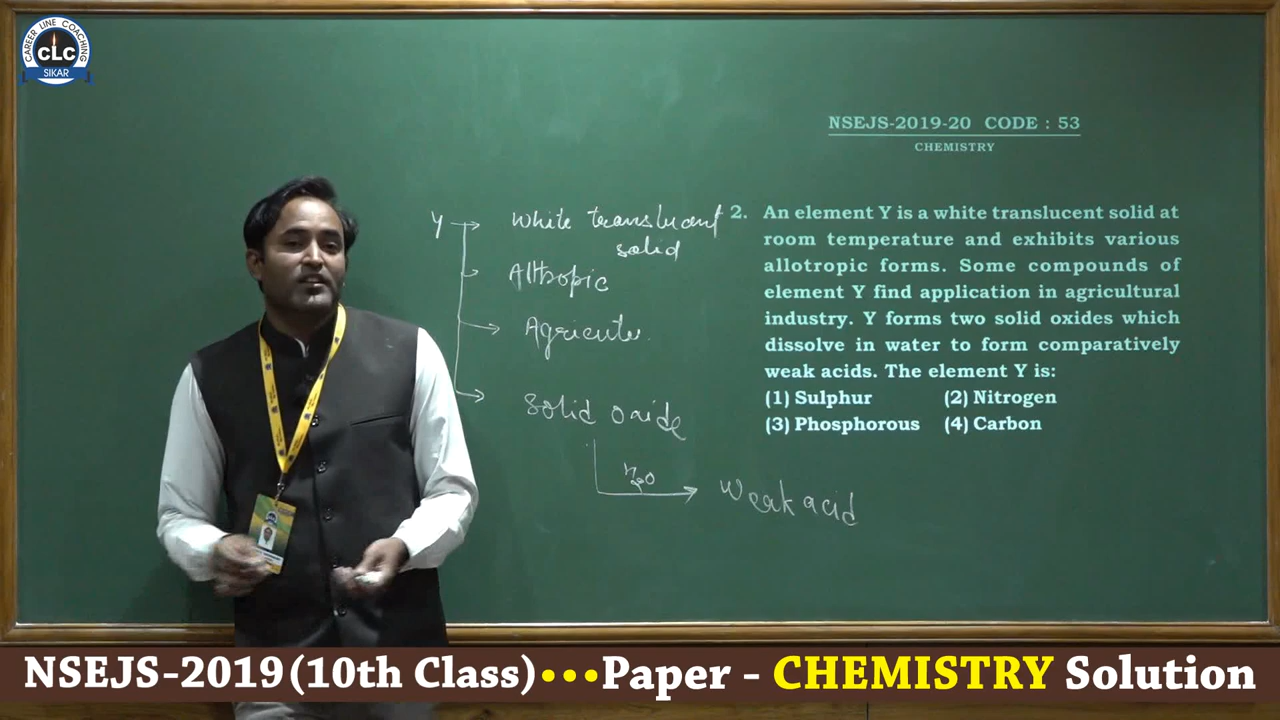 CAREER LINE COACHING
CLC
SIKAR
NSEJS-2019-20 CODE : 53
CHEMISTRY
Y → White translucent
solid
Alltropic
Agricultu
Solid oxide
H2O
Weak acid
2. An element Y is a white translucent solid at
room temperature and exhibits various
allotropic forms. Some compounds of
element Y find application in agricultural
industry. Y forms two solid oxides which
dissolve in water to form comparatively
weak acids. The element Y is:
(1) Sulphur (2) Nitrogen
(3) Phosphorous (4) Carbon
NSEJS-2019(10th Class)•••Paper - CHEMISTRY Solution